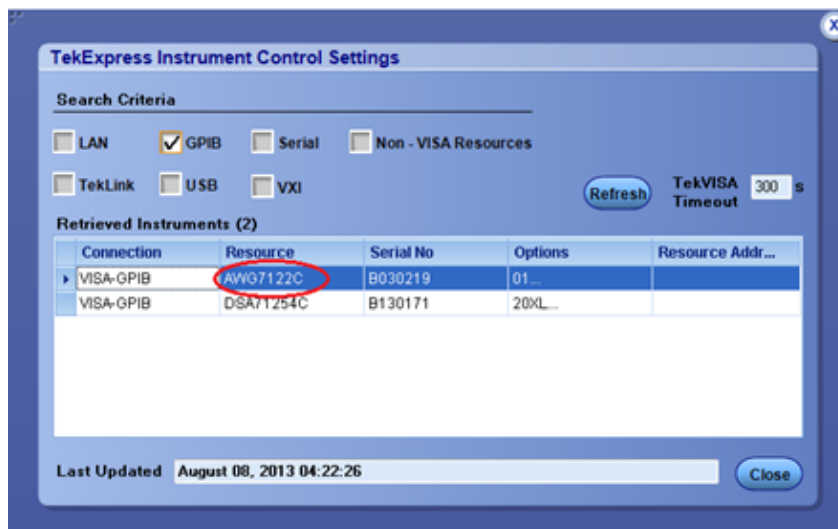 X
TekExpress Instrument Control Settings
Search Criteria
LAN GPIB Serial Non - VISA Resources
TekLink USB VXI Refresh TekVISA Timeout 300 s
Retrieved Instruments (2)
Connection Resource Serial No Options Resource Addr...
VISA-GPIB AWG7122C B030219 01...
VISA-GPIB DSA71254C B130171 20XL...
Last Updated August 08, 2013 04:22:26 Close